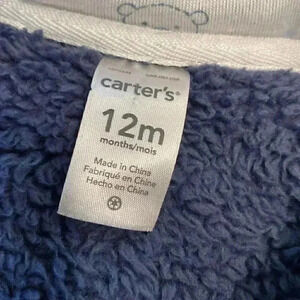 carter's®
12m
months/mois
Made in China
Fabriqué en Chine
Hecho en China